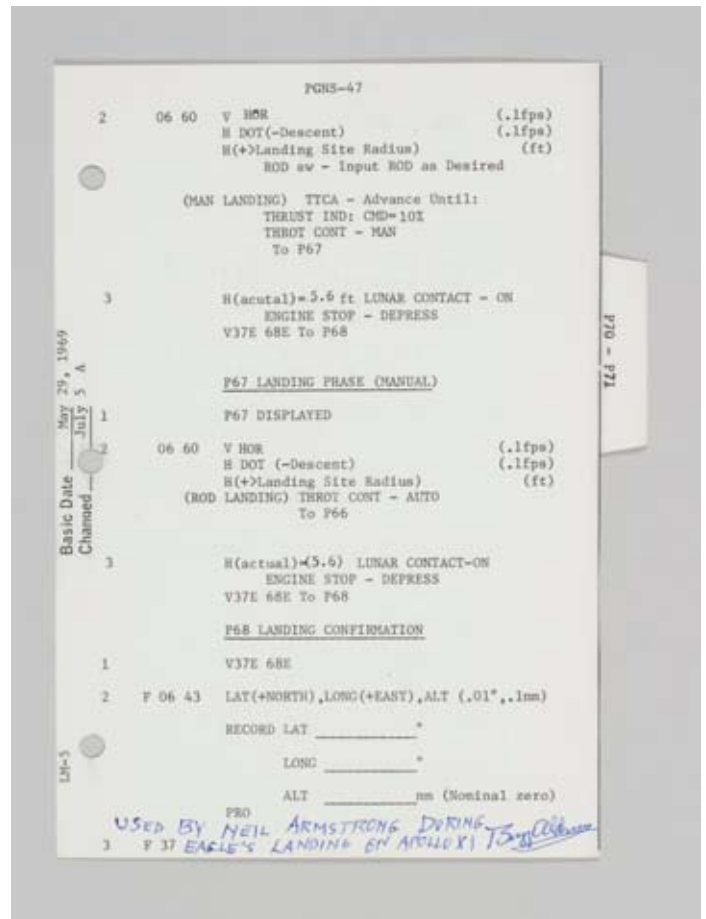 PGNS-47
2 06 60 V HOR (.1fps)
H DOT(-Descent) (.1fps)
H(+>Landing Site Radius) (ft)
ROD sw - Input ROD as Desired
(MAN LANDING) TTCA - Advance Until:
THRUST IND: CMD=10%
THROT CONT - MAN
To P67
3 H(acutal)=5.6 ft LUNAR CONTACT - ON
ENGINE STOP - DEPRESS
V37E 68E To P68
P67 LANDING PHASE (MANUAL)
1 P67 DISPLAYED
2 06 60 V HOR (.1fps)
H DOT (-Descent) (.1fps)
H(+>Landing Site Radius) (ft)
(ROD LANDING) THROT CONT - AUTO
To P66
3 H(actual)=(5.6) LUNAR CONTACT-ON
ENGINE STOP - DEPRESS
V37E 68E To P68
P68 LANDING CONFIRMATION
1 V37E 68E
2 F 06 43 LAT(+NORTH),LONG(+EAST),ALT (.01°,.1nm)
RECORD LAT °
LONG °
ALT nm (Nominal zero)
PRO
3 F 37
USED BY NEIL ARMSTRONG DURING
EAGLE'S LANDING ON APOLLO XI Buzz Aldrin
Basic Date May 29, 1969
Changed July 5 A
LM-5
P70 - P71